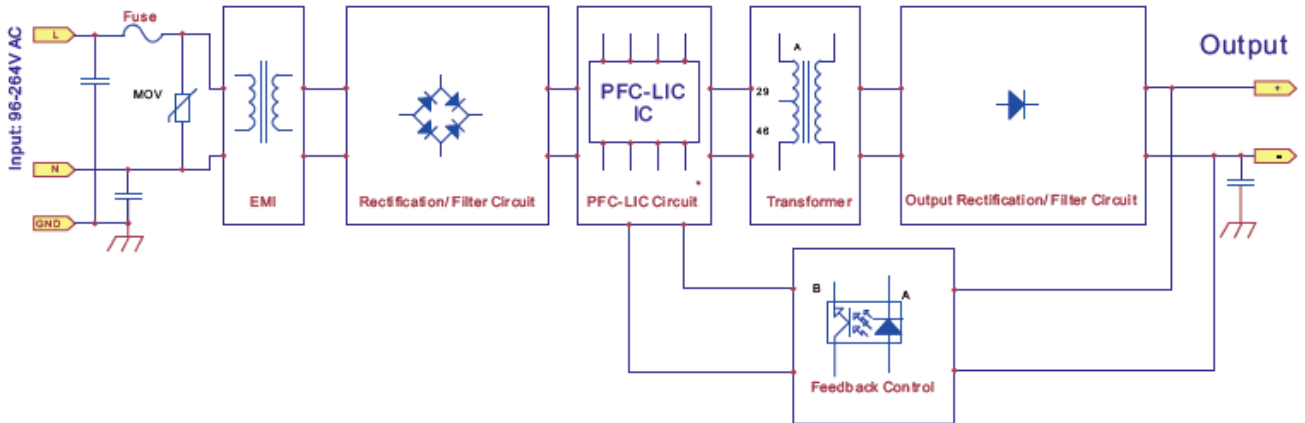 Fuse
Input: 96-264V AC
L
MOV
N
GND
EMI
Rectification/ Filter Circuit
PFC-LIC
IC
PFC-LIC Circuit
A
29
46
Transformer
Output Rectification/ Filter Circuit
Output
+
-
B
A
Feedback Control